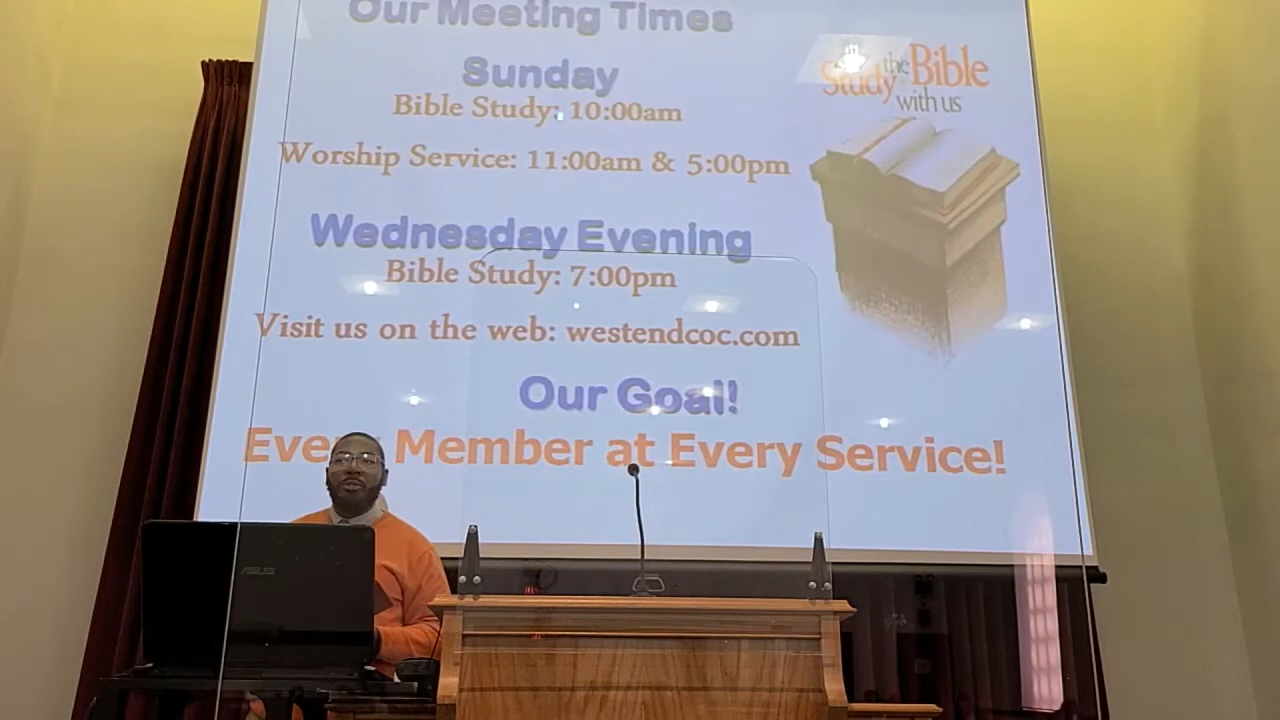 Our Meeting Times
Sunday
Bible Study: 10:00am
Worship Service: 11:00am & 5:00pm
Wednesday Evening
Bible Study: 7:00pm
Visit us on the web: westendcoc.com
Our Goal!
Every Member at Every Service!
Study the Bible
with us
ASUS